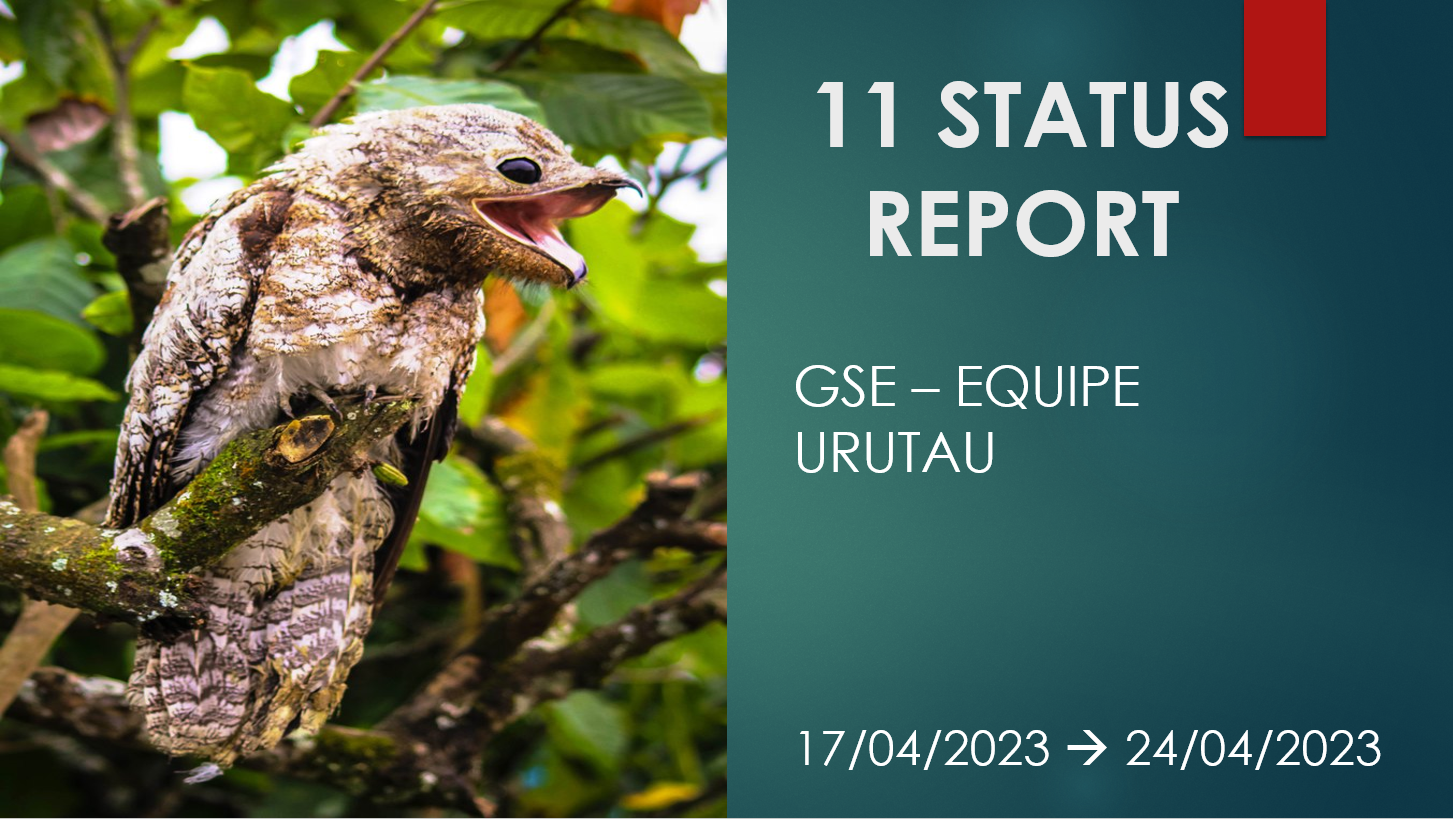 11 STATUS
REPORT
GSE – EQUIPE
URUTAU
17/04/2023 → 24/04/2023